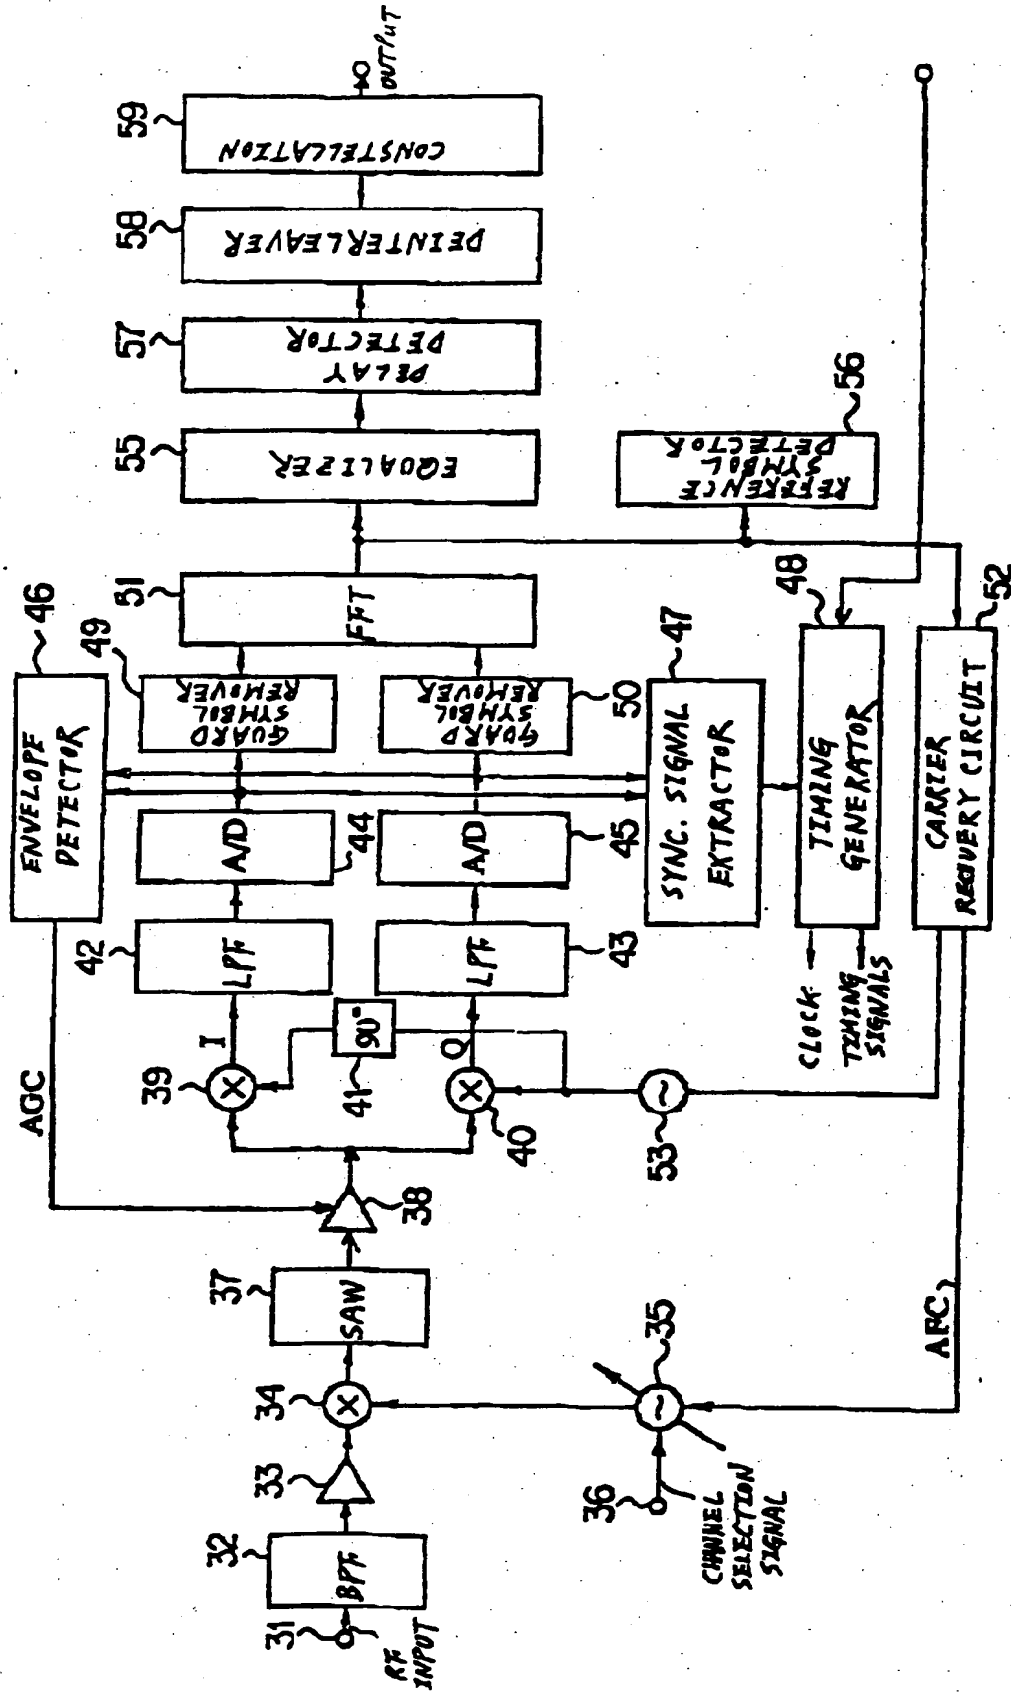 31
RF
INPUT
32
BPF
33
34
35
36
CHANNEL
SELECTION
SIGNAL
37
SAW
38
AGC
39
I
40
Q
41
90°
42
LPF
43
LPF
44
A/D
45
A/D
46
ENVELOPE
DETECTOR
47
SYNC. SIGNAL
EXTRACTOR
48
TIMING
GENERATOR
CLOCK
TIMING
SIGNALS
49
GUARD
SYMBOL
REMOVER
50
GUARD
SYMBOL
REMOVER
51
FFT
52
CARRIER
RECOVERY CIRCUIT
53
AFC
55
EQUALIZER
56
REFERENCE
SYMBOL
DETECTOR
57
DELAY
DETECTOR
58
DEINTERLEAVER
59
CONSTELLATION
OUTPUT